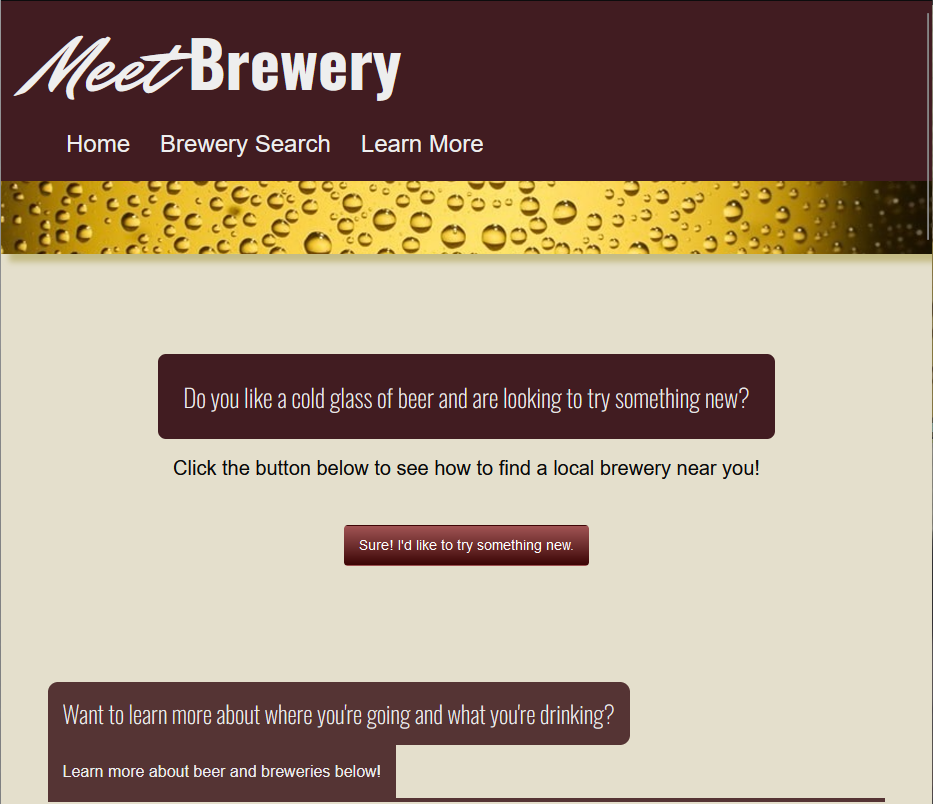 Meet Brewery
Home Brewery Search Learn More
Do you like a cold glass of beer and are looking to try something new?
Click the button below to see how to find a local brewery near you!
Sure! I'd like to try something new.
Want to learn more about where you're going and what you're drinking?
Learn more about beer and breweries below!